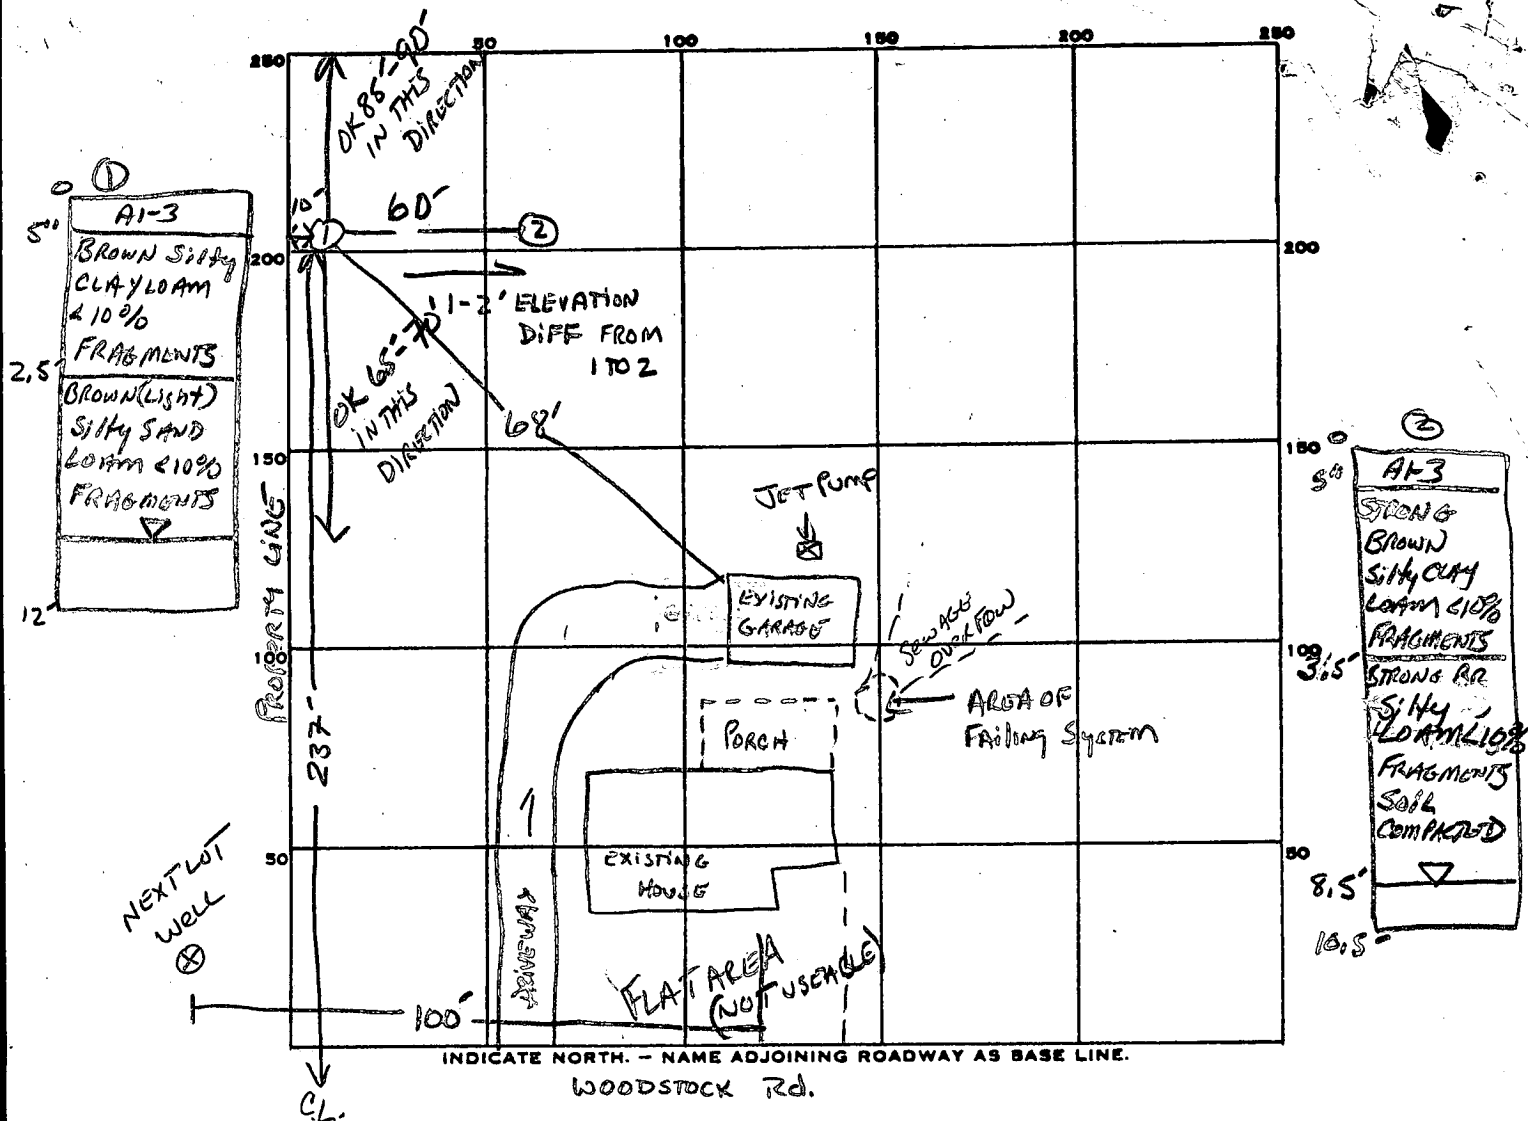 50
100
150
200
250
250
OK 85'-90'
IN THIS
DIRECTION
10'
1
60'
2
200
200
1-2' ELEVATION
DIFF FROM
1 TO 2
OK 65'-70'
IN THIS
DIRECTION
68'
150
150
PROPERTY LINE
JET PUMP
EXISTING
GARAGE
SEWAGE
OVERFLOW
100
100
AREA OF
FAILING SYSTEM
PORCH
237'
50
50
EXISTING
HOUSE
DRIVEWAY
FLAT AREA
(NOT USEABLE)
NEXT LOT
WELL
100'
INDICATE NORTH. - NAME ADJOINING ROADWAY AS BASE LINE.
WOODSTOCK Rd.
C.L.
1
0
A1-3
5"
BROWN Silty
CLAY LOAM
<10%
FRAGMENTS
2.5'
BROWN (Light)
Silty SAND
LOAM <10%
FRAGMENTS
12'
2
0
A1-3
5"
STRONG
BROWN
Silty CLAY
LOAM <10%
FRAGMENTS
3.5'
STRONG BR
Silty
LOAM <10%
FRAGMENTS
SOIL
COMPACTED
8.5'
10.5'